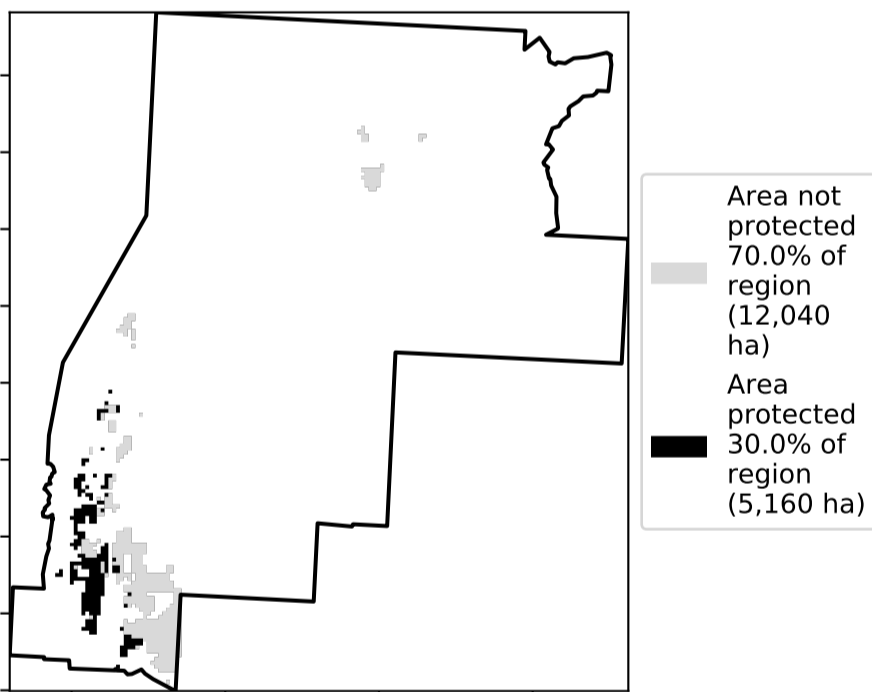 Area not
protected
70.0% of
region
(12,040
ha)
Area
protected
30.0% of
region
(5,160 ha)